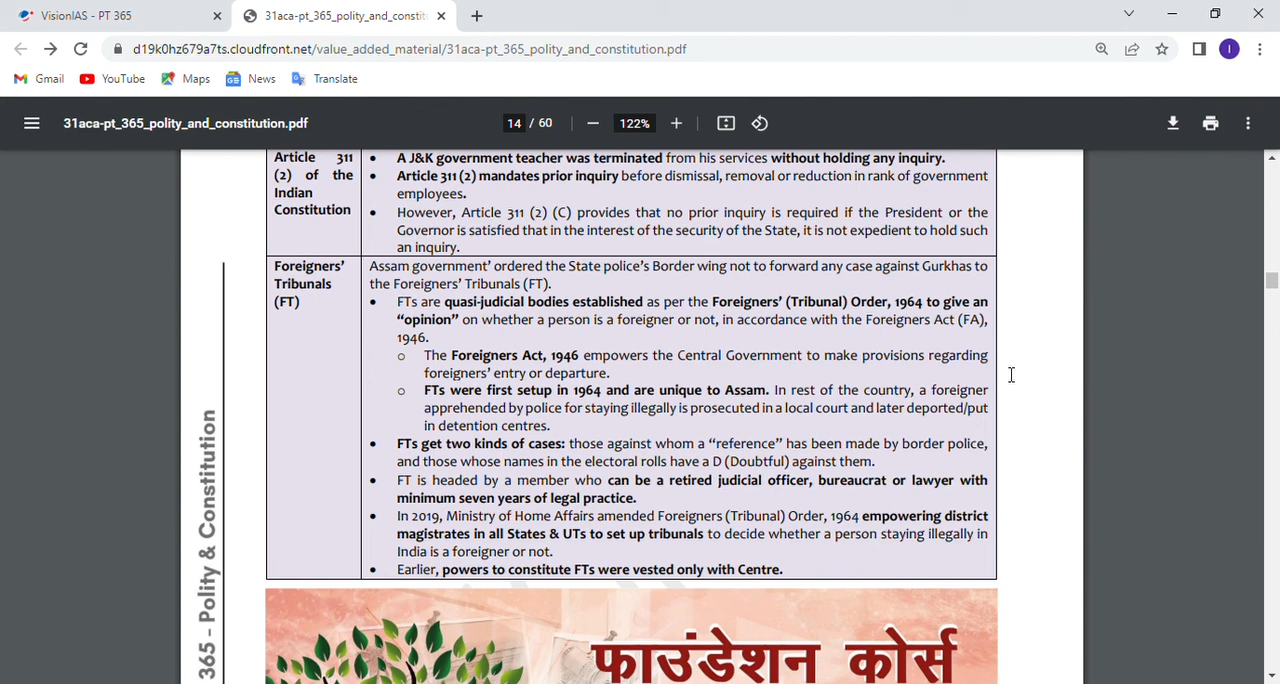 VisionIAS - PT 365
31aca-pt_365_polity_and_constit
d19k0hz679a7ts.cloudfront.net/value_added_material/31aca-pt_365_polity_and_constitution.pdf
I
Gmail YouTube Maps News Translate
31aca-pt_365_polity_and_constitution.pdf 14 / 60 122%
Article 311 (2) of the Indian Constitution
• A J&K government teacher was terminated from his services without holding any inquiry.
• Article 311 (2) mandates prior inquiry before dismissal, removal or reduction in rank of government
employees.
• However, Article 311 (2) (C) provides that no prior inquiry is required if the President or the
Governor is satisfied that in the interest of the security of the State, it is not expedient to hold such
an inquiry.
Foreigners' Tribunals (FT)
Assam government' ordered the State police's Border wing not to forward any case against Gurkhas to
the Foreigners' Tribunals (FT).
• FTs are quasi-judicial bodies established as per the Foreigners' (Tribunal) Order, 1964 to give an
“opinion” on whether a person is a foreigner or not, in accordance with the Foreigners Act (FA),
1946.
o The Foreigners Act, 1946 empowers the Central Government to make provisions regarding
foreigners' entry or departure.
o FTs were first setup in 1964 and are unique to Assam. In rest of the country, a foreigner
apprehended by police for staying illegally is prosecuted in a local court and later deported/put
in detention centres.
• FTs get two kinds of cases: those against whom a “reference” has been made by border police,
and those whose names in the electoral rolls have a D (Doubtful) against them.
• FT is headed by a member who can be a retired judicial officer, bureaucrat or lawyer with
minimum seven years of legal practice.
• In 2019, Ministry of Home Affairs amended Foreigners (Tribunal) Order, 1964 empowering district
magistrates in all States & UTs to set up tribunals to decide whether a person staying illegally in
India is a foreigner or not.
• Earlier, powers to constitute FTs were vested only with Centre.
365 - Polity & Constitution
फाउंडेशन कोर्स